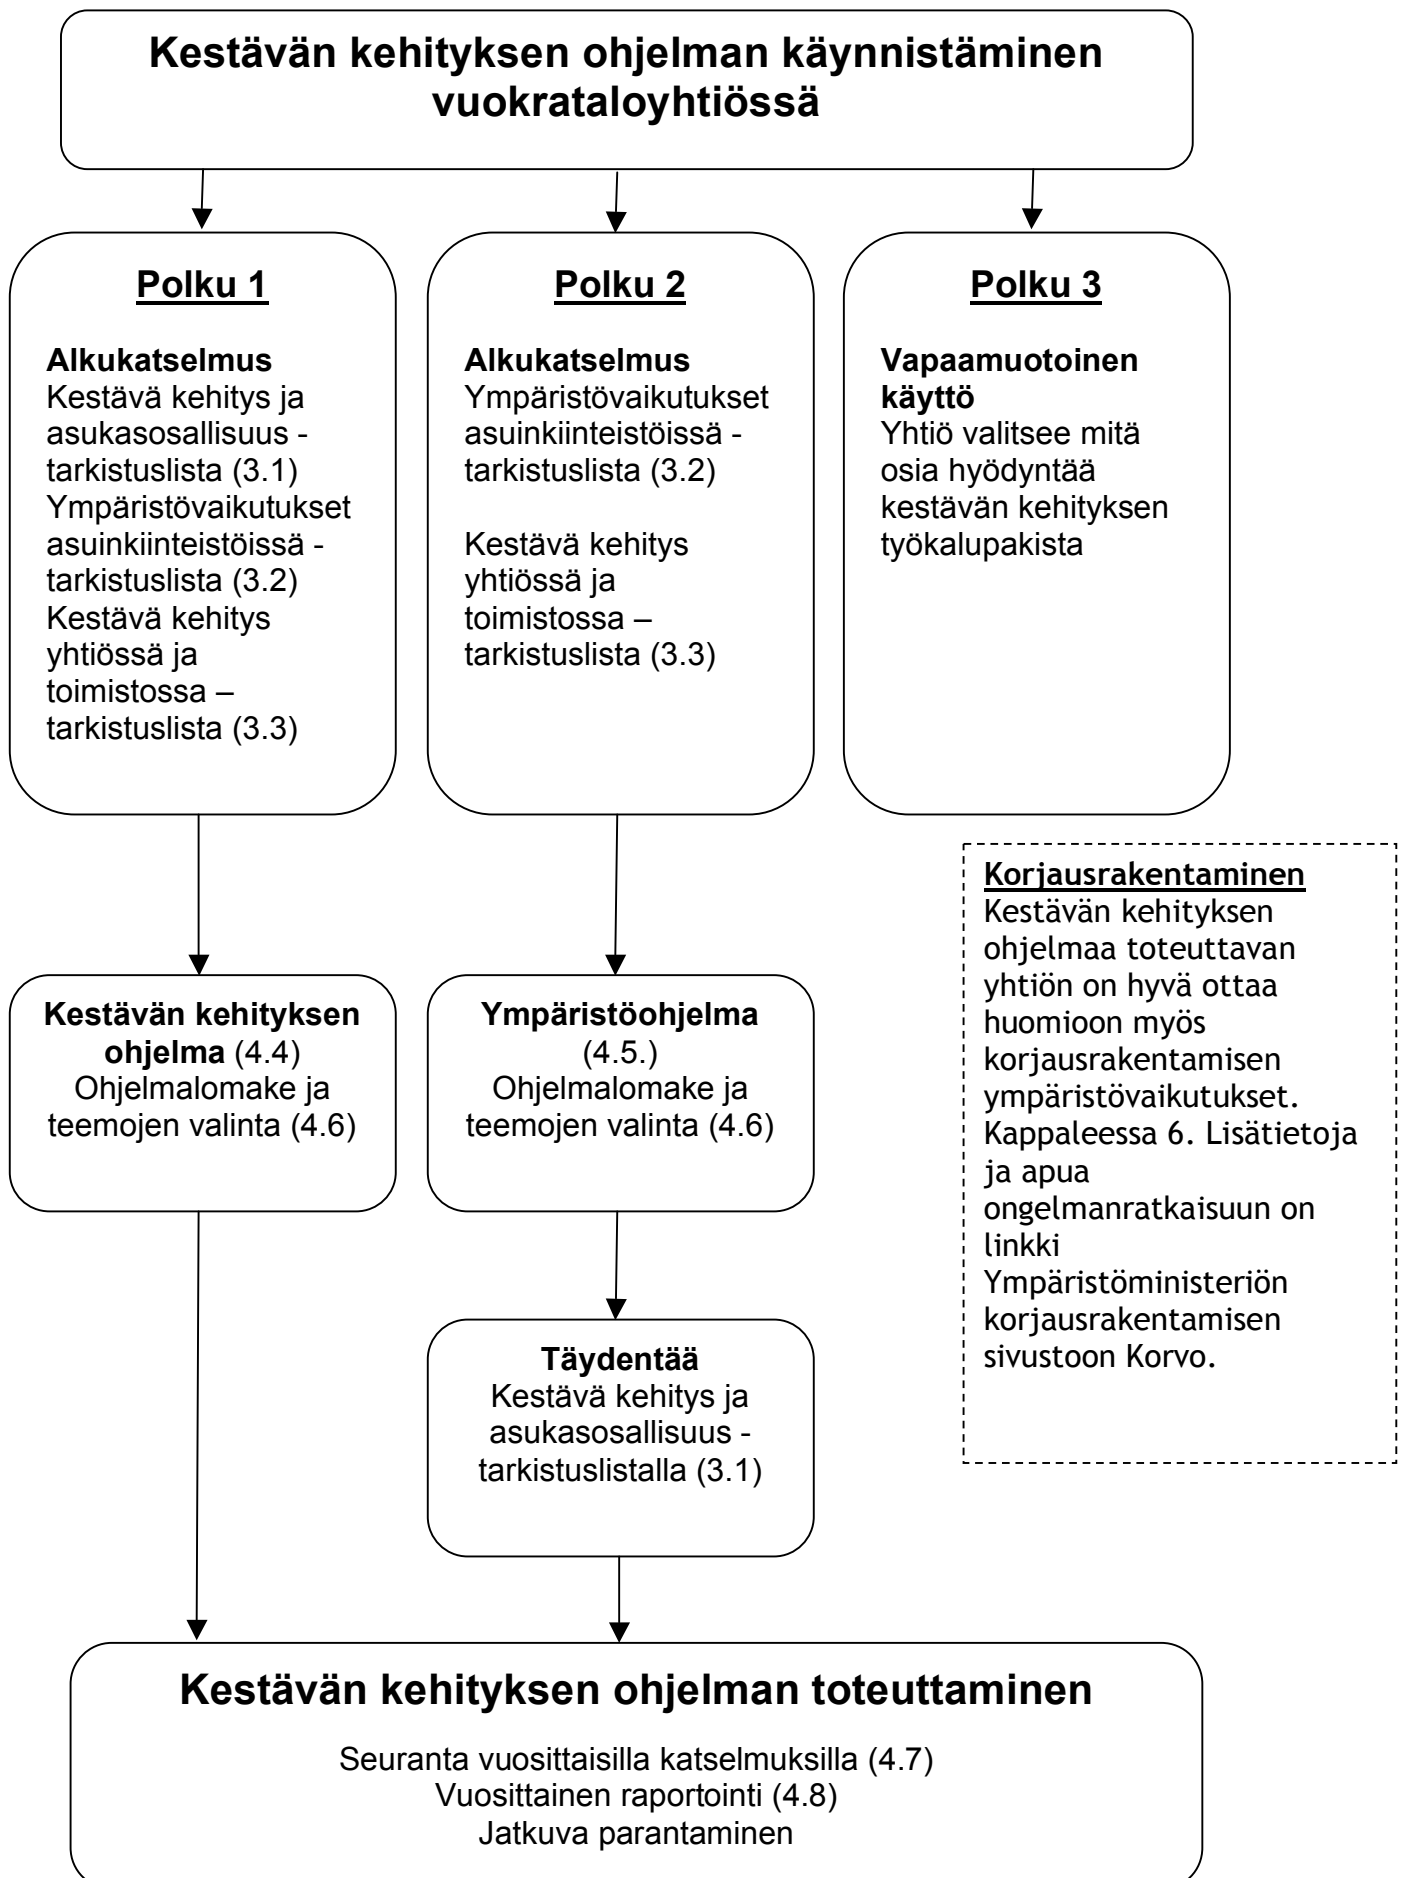 Kestävän kehityksen ohjelman käynnistäminen
vuokrataloyhtiössä
Polku 1
Alkukatselmus
Kestävä kehitys ja
asukasosallisuus -
tarkistuslista (3.1)
Ympäristövaikutukset
asuinkiinteistöissä -
tarkistuslista (3.2)
Kestävä kehitys
yhtiössä ja
toimistossa –
tarkistuslista (3.3)
Polku 2
Alkukatselmus
Ympäristövaikutukset
asuinkiinteistöissä -
tarkistuslista (3.2)
Kestävä kehitys
yhtiössä ja
toimistossa –
tarkistuslista (3.3)
Polku 3
Vapaamuotoinen
käyttö
Yhtiö valitsee mitä
osia hyödyntää
kestävän kehityksen
työkalupakista
Korjausrakentaminen
Kestävän kehityksen
ohjelmaa toteuttavan
yhtiön on hyvä ottaa
huomioon myös
korjausrakentamisen
ympäristövaikutukset.
Kappaleessa 6. Lisätietoja
ja apua
ongelmanratkaisuun on
linkki
Ympäristöministeriön
korjausrakentamisen
sivustoon Korvo.
Kestävän kehityksen
ohjelma (4.4)
Ohjelmalomake ja
teemojen valinta (4.6)
Ympäristöohjelma
(4.5.)
Ohjelmalomake ja
teemojen valinta (4.6)
Täydentää
Kestävä kehitys ja
asukasosallisuus -
tarkistuslistalla (3.1)
Kestävän kehityksen ohjelman toteuttaminen
Seuranta vuosittaisilla katselmuksilla (4.7)
Vuosittainen raportointi (4.8)
Jatkuva parantaminen